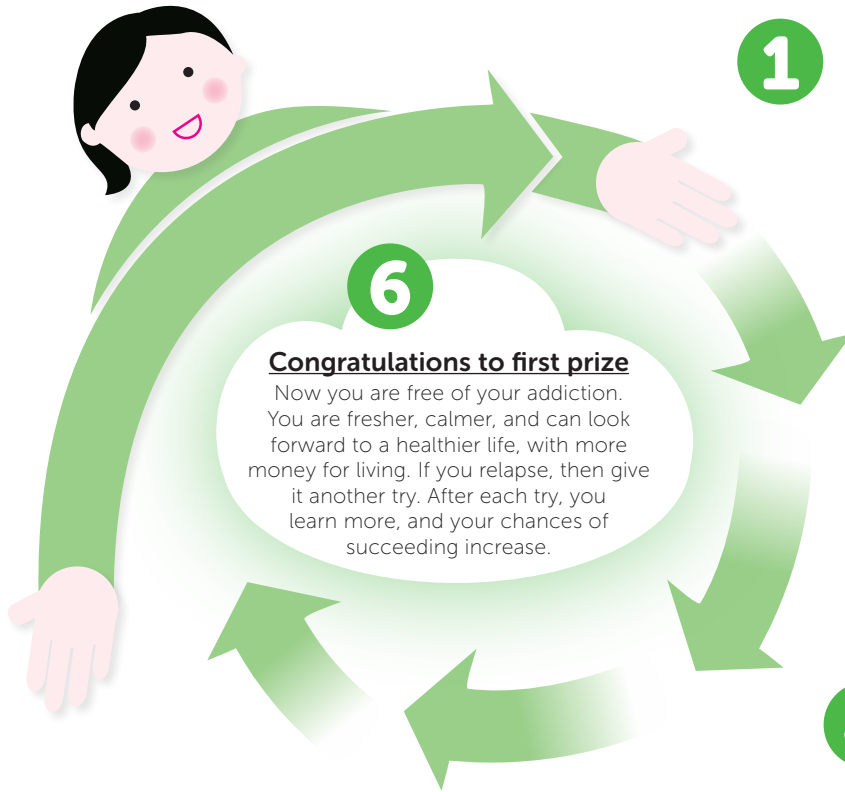 1
6
Congratulations to first prize
Now you are free of your addiction.
You are fresher, calmer, and can look
forward to a healthier life, with more
money for living. If you relapse, then give
it another try. After each try, you
learn more, and your chances of
succeeding increase.